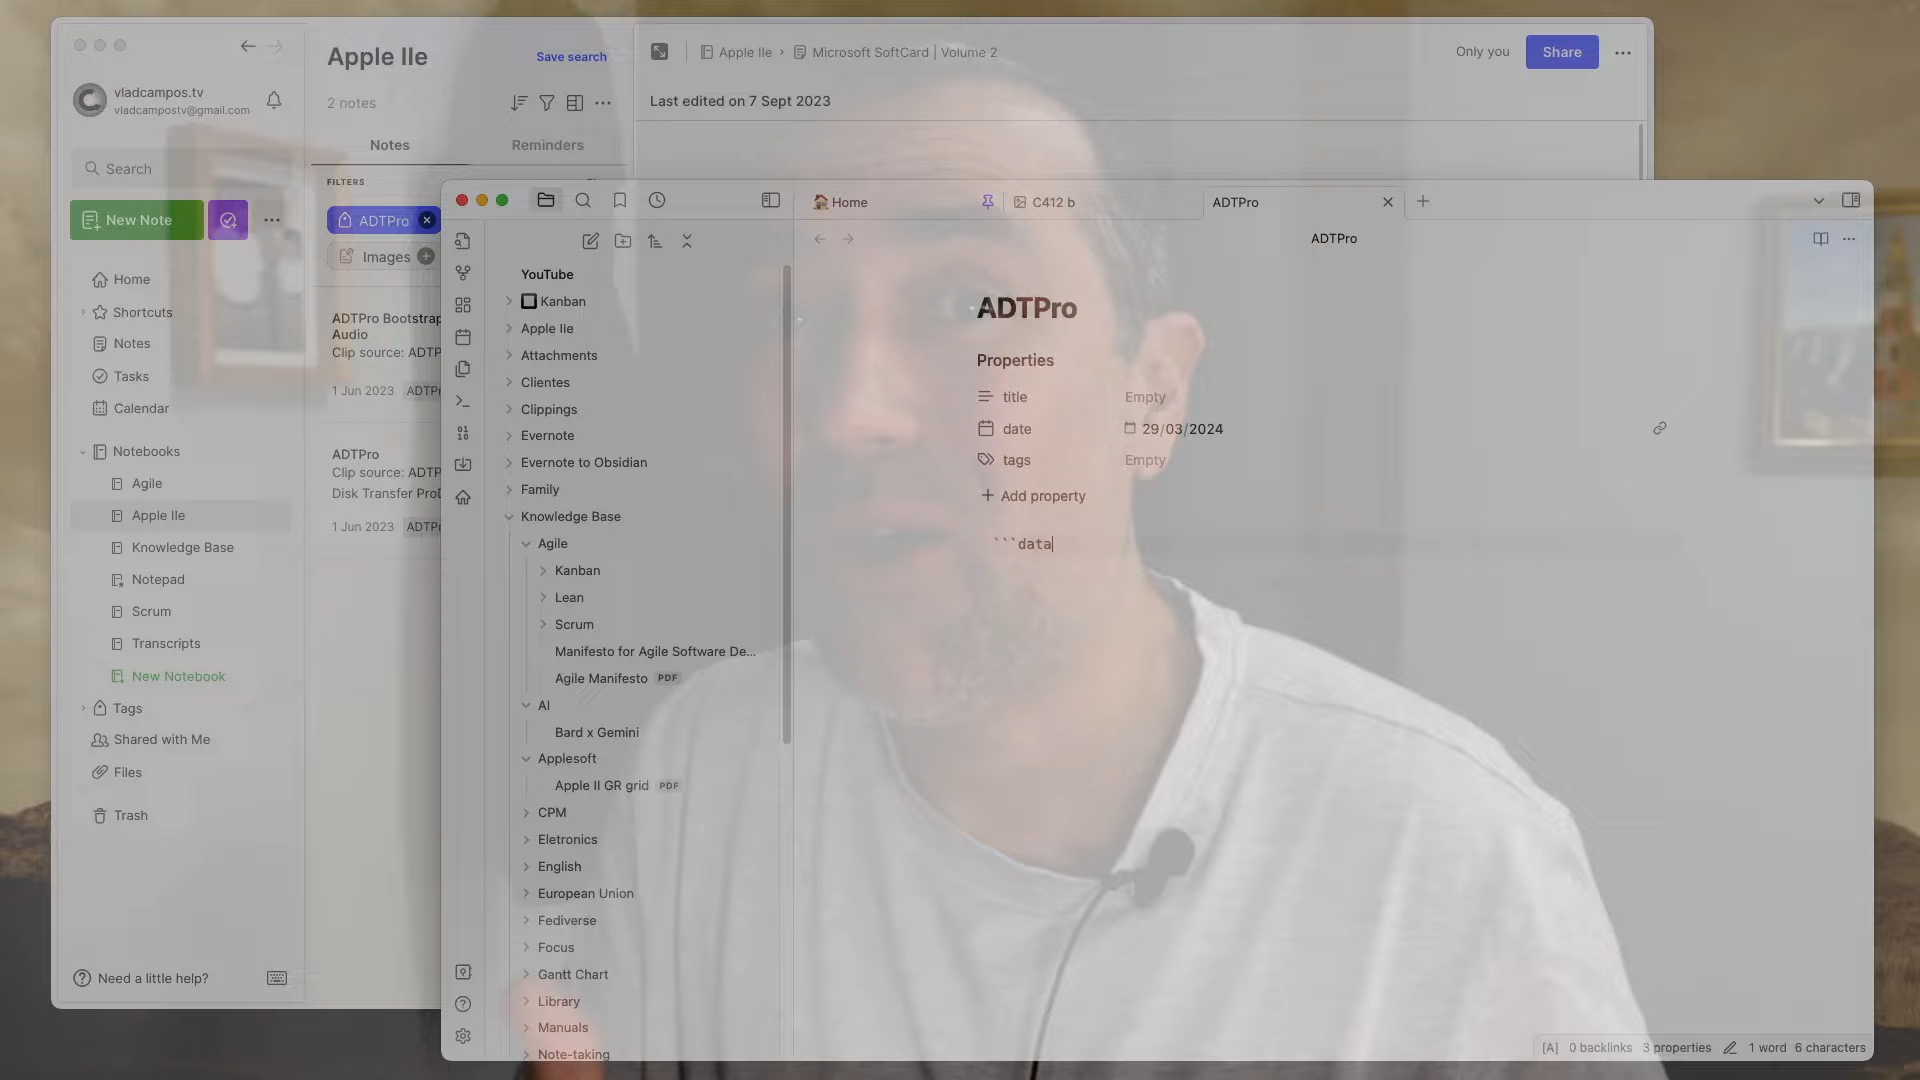 Apple IIe
Save search
2 notes
Notes
Reminders
FILTERS
ADTPro
Images
ADTPro Bootstrap
Audio
Clip source: ADTP
1 Jun 2023
ADTPr
ADTPro
Clip source: ADTP
Disk Transfer ProD
1 Jun 2023
ADTPr
vladcampos.tv
vladcampostv@gmail.com
Search
New Note
Home
Shortcuts
Notes
Tasks
Calendar
Notebooks
Agile
Apple IIe
Knowledge Base
Notepad
Scrum
Transcripts
New Notebook
Tags
Shared with Me
Files
Trash
Need a little help?
Apple IIe › Microsoft SoftCard | Volume 2
Only you
Share
Last edited on 7 Sept 2023
Home
C412 b
ADTPro
ADTPro
YouTube
Kanban
Apple IIe
Attachments
Clientes
Clippings
Evernote
Evernote to Obsidian
Family
Knowledge Base
Agile
Kanban
Lean
Scrum
Manifesto for Agile Software De...
Agile Manifesto PDF
AI
Bard x Gemini
Applesoft
Apple II GR grid PDF
CPM
Eletronics
English
European Union
Fediverse
Focus
Gantt Chart
Library
Manuals
Note-taking
ADTPro
Properties
title Empty
date 29/03/2024
tags Empty
Add property
```data
[A] 0 backlinks 3 properties 1 word 6 characters